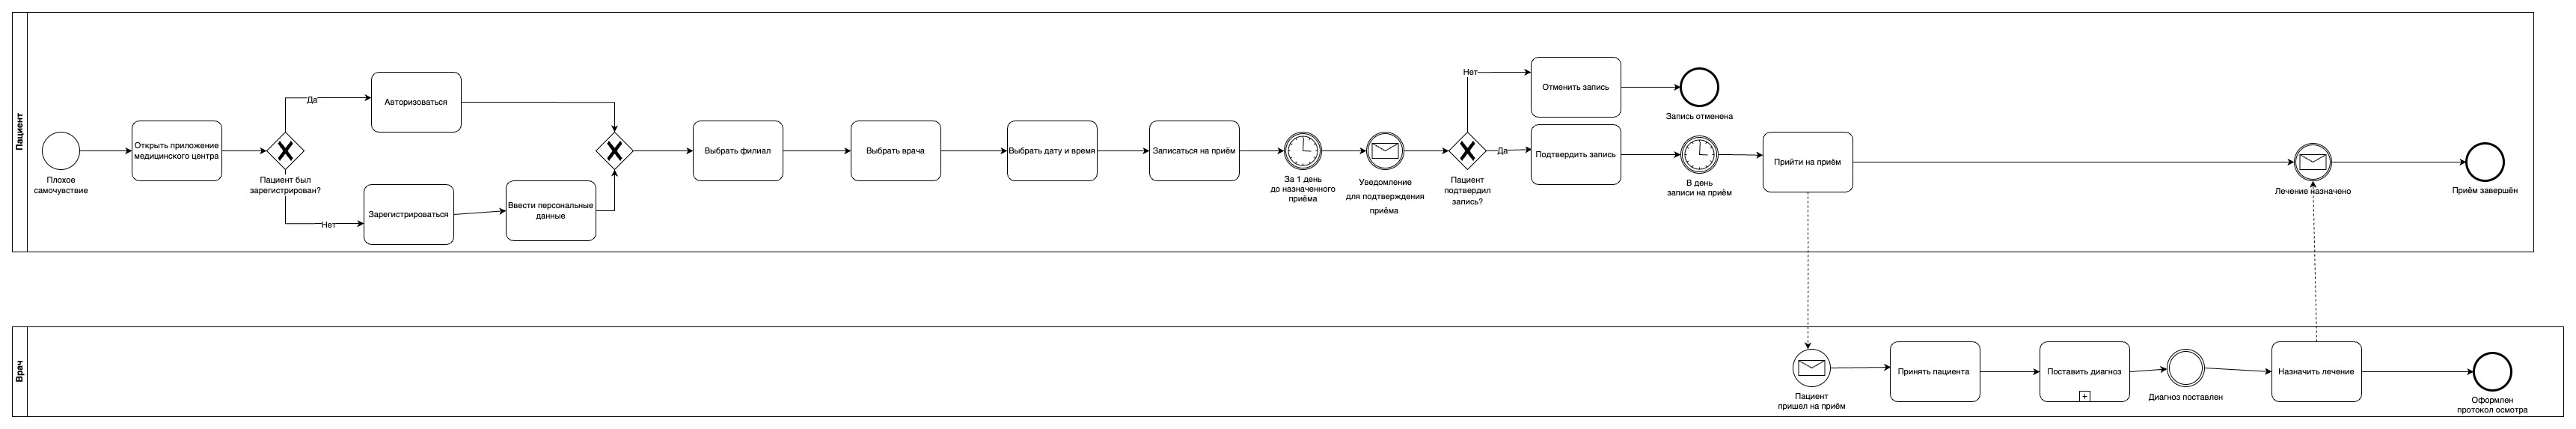 Пациент
Плохое
самочувствие
Открыть приложение
медицинского центра
Пациент был
зарегистрирован?
Да
Авторизоваться
Нет
Зарегистрироваться
Ввести персональные
данные
Выбрать филиал
Выбрать врача
Выбрать дату и время
Записаться на приём
За 1 день
до назначенного
приёма
Уведомление
для подтверждения
приёма
Пациент
подтвердил
запись?
Нет
Отменить запись
Запись отменена
Да
Подтвердить запись
В день
записи на приём
Прийти на приём
Лечение назначено
Приём завершён
Врач
Пациент
пришел на приём
Принять пациента
Поставить диагноз
Диагноз поставлен
Назначить лечение
Оформлен
протокол осмотра